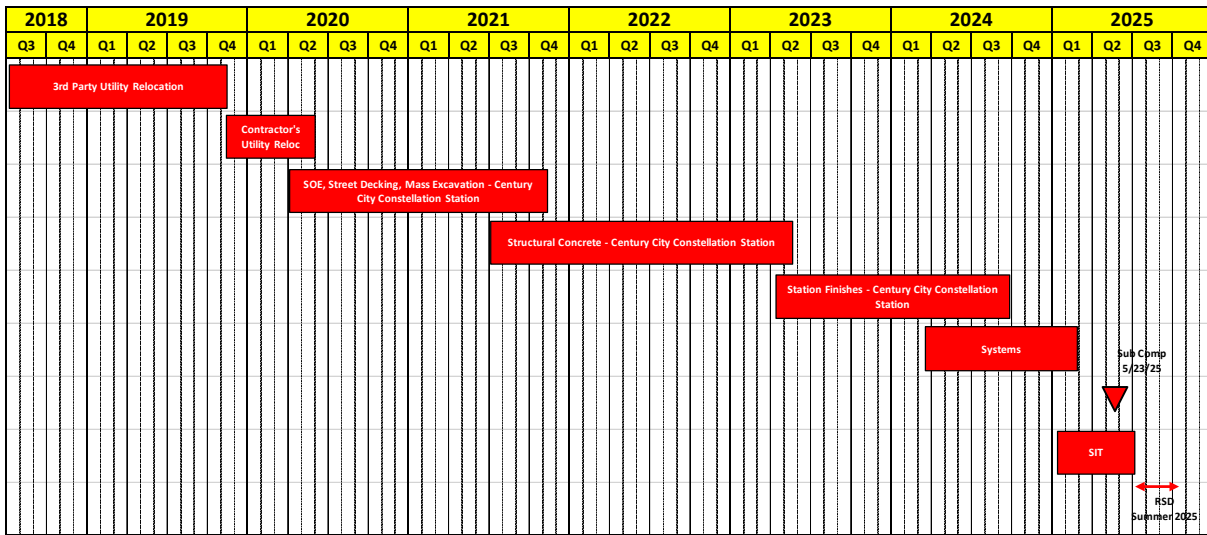 2018 2019 2020 2021 2022 2023 2024 2025
Q3 Q4 Q1 Q2 Q3 Q4 Q1 Q2 Q3 Q4 Q1 Q2 Q3 Q4 Q1 Q2 Q3 Q4 Q1 Q2 Q3 Q4 Q1 Q2 Q3 Q4 Q1 Q2 Q3 Q4
3rd Party Utility Relocation
Contractor's
Utility Reloc
SOE, Street Decking, Mass Excavation - Century
City Constellation Station
Structural Concrete - Century City Constellation Station
Station Finishes - Century City Constellation
Station
Systems
Sub Comp
5/23/25
SIT
RSD
Summer 2025